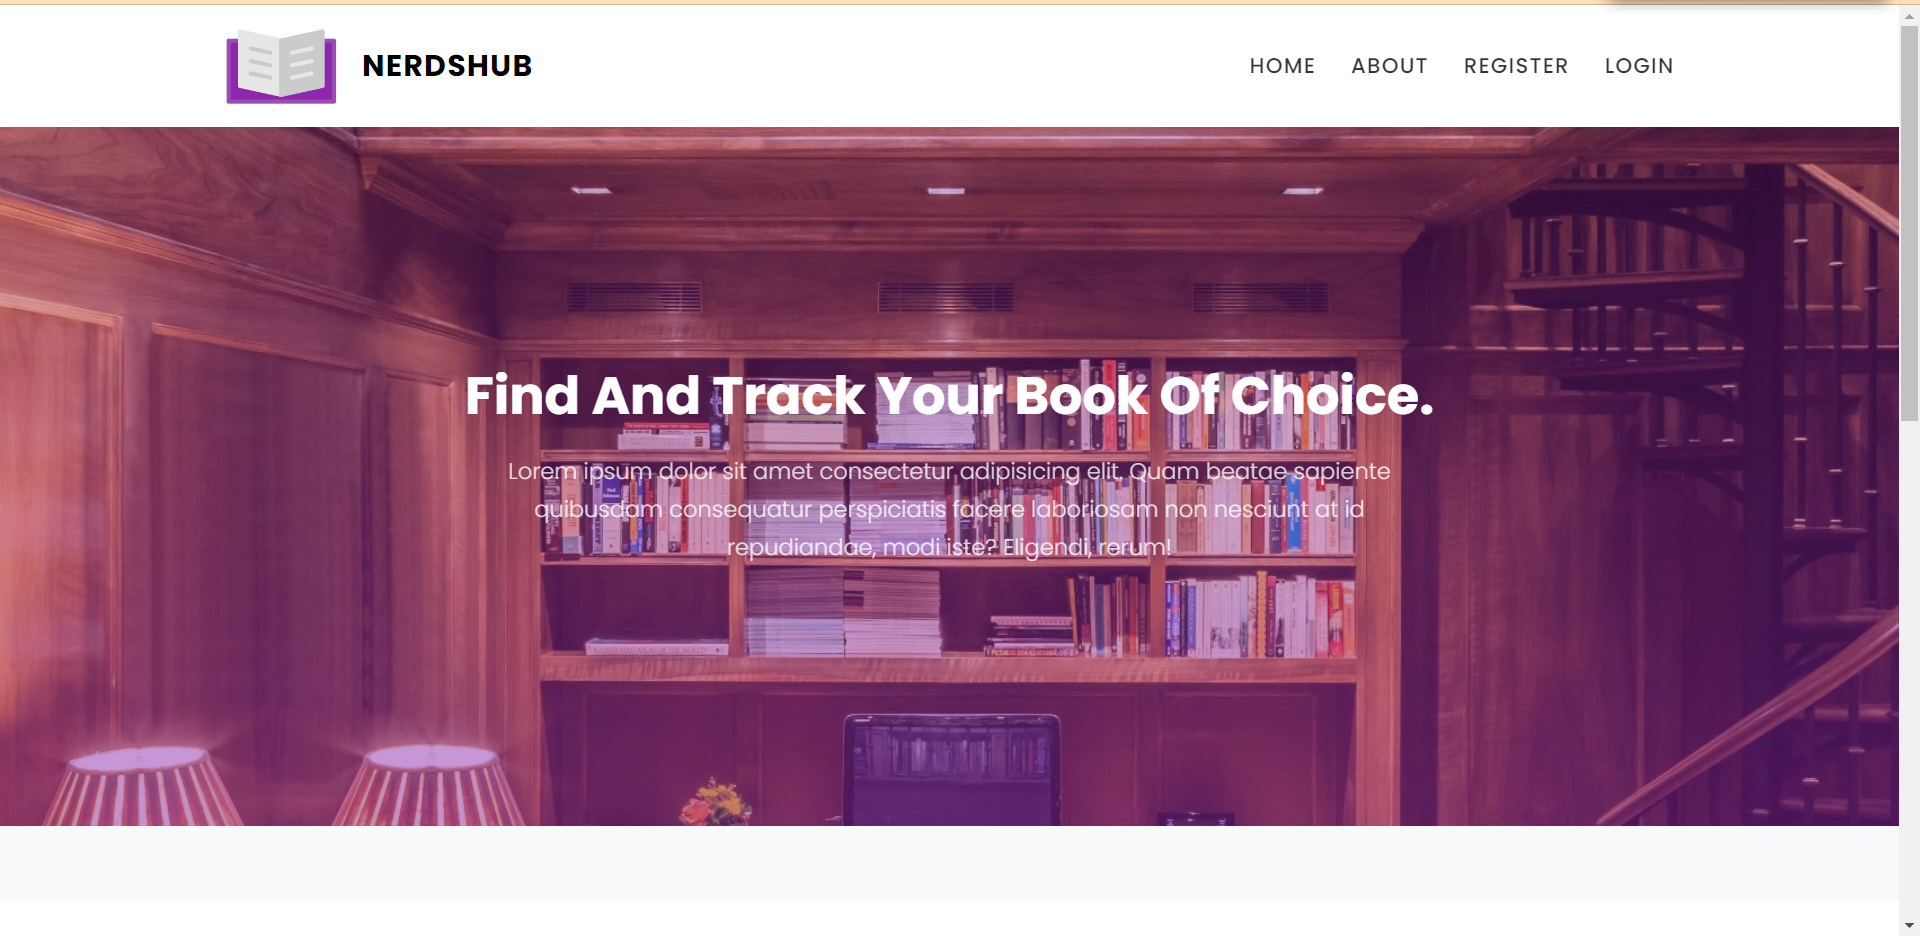 NERDSHUB
HOME ABOUT REGISTER LOGIN
Find And Track Your Book Of Choice.
Lorem ipsum dolor sit amet consectetur adipisicing elit. Quam beatae sapiente
quibusdam consequatur perspiciatis facere laboriosam non nesciunt at id
repudiandae, modi iste? Eligendi, rerum!